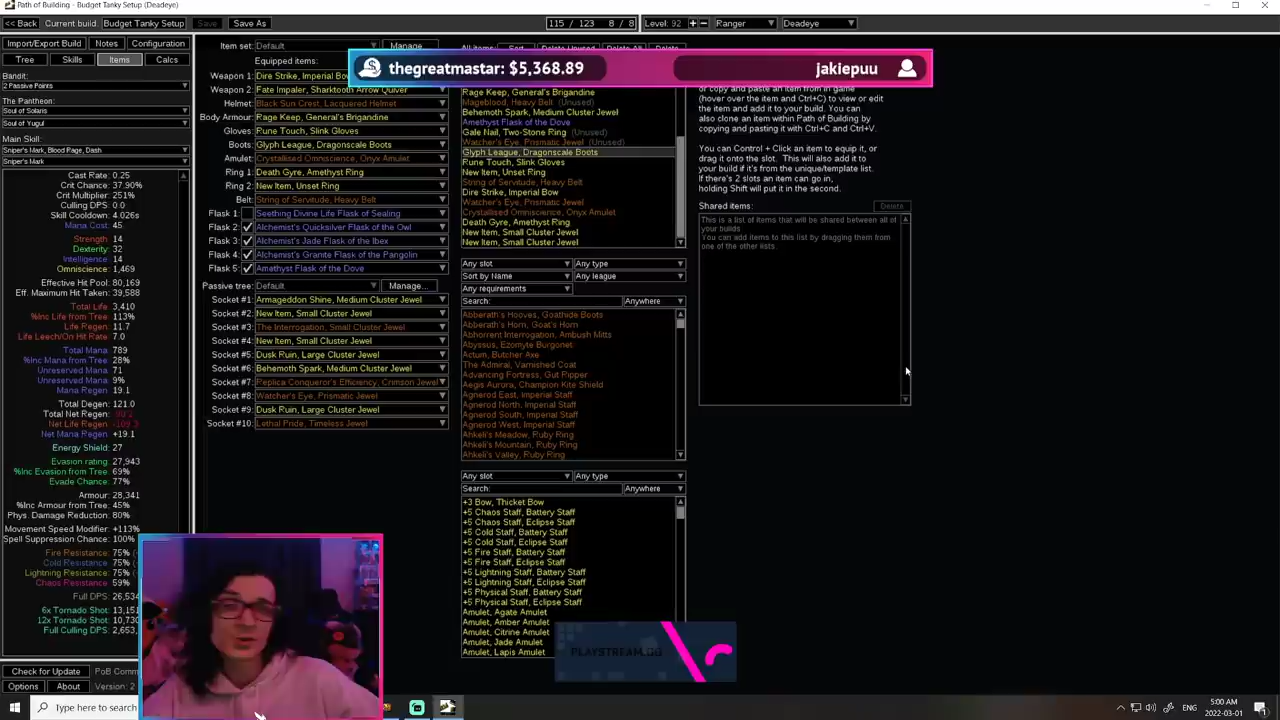 Path of Building - Budget Tanky Setup (Deadeye)
<< Back Current build: Budget Tanky Setup Save Save As 115 / 123 8 / 8 Level: 92 Ranger Deadeye
Import/Export Build Notes Configuration
Tree Skills Items Calcs
Bandit:
2 Passive Points
The Pantheon:
Soul of Solaris
Soul of Yugul
Main Skill:
Sniper's Mark, Blood Rage, Dash
Sniper's Mark
Cast Rate: 0.25
Crit Chance: 37.90%
Crit Multiplier: 251%
Culling DPS: 0.0
Skill Cooldown: 4.026s
Mana Cost: 45
Strength: 14
Dexterity: 32
Intelligence: 14
Omniscience: 1,469
Effective Hit Pool: 80,169
Eff. Maximum Hit Taken: 39,588
Total Life: 3,410
%Inc Life from Tree: 113%
Life Regen: 11.7
Life Leech/On Hit Rate: 7.0
Total Mana: 789
%Inc Mana from Tree: 28%
Unreserved Mana: 71
Unreserved Mana: 9%
Mana Regen: 19.1
Total Degen: 121.0
Total Net Regen:
Net Life Regen: -109.3
Net Mana Regen: +19.1
Energy Shield: 27
Evasion rating: 27,943
%Inc Evasion from Tree: 69%
Evade Chance: 77%
Armour: 28,341
%Inc Armour from Tree: 45%
Phys. Damage Reduction: 80%
Movement Speed Modifier: +113%
Spell Suppression Chance: 100%
Fire Resistance: 75%
Cold Resistance: 75%
Lightning Resistance: 75%
Chaos Resistance: 59%
Full DPS: 26,534
6x Tornado Shot: 13,151
12x Tornado Shot: 10,730
Full Culling DPS: 2,653,
Check for Update PoB Comm
Options About Version: 2
Item set: Default Manage...
Equipped items:
Weapon 1: Dire Strike, Imperial Bow
Weapon 2: Fate Impaler, Sharktooth Arrow Quiver
Helmet: Black Sun Crest, Lacquered Helmet
Body Armour: Rage Keep, General's Brigandine
Gloves: Rune Touch, Slink Gloves
Boots: Glyph League, Dragonscale Boots
Amulet: Crystallised Omniscience, Onyx Amulet
Ring 1: Death Gyre, Amethyst Ring
Ring 2: New Item, Unset Ring
Belt: String of Servitude, Heavy Belt
Flask 1: Seething Divine Life Flask of Sealing
Flask 2: Alchemist's Quicksilver Flask of the Owl
Flask 3: Alchemist's Jade Flask of the Ibex
Flask 4: Alchemist's Granite Flask of the Pangolin
Flask 5: Amethyst Flask of the Dove
Passive tree: Default Manage...
Socket #1: Armageddon Shine, Medium Cluster Jewel
Socket #2: New Item, Small Cluster Jewel
Socket #3: The Interrogation, Small Cluster Jewel
Socket #4: New Item, Small Cluster Jewel
Socket #5: Dusk Ruin, Large Cluster Jewel
Socket #6: Behemoth Spark, Medium Cluster Jewel
Socket #7: Replica Conqueror's Efficiency, Crimson Jewel
Socket #8: Watcher's Eye, Prismatic Jewel
Socket #9: Dusk Ruin, Large Cluster Jewel
Socket #10: Lethal Pride, Timeless Jewel
All items: Sort Delete Unused Delete All Delete
thegreatmastar: $5,368.89 jakiepuu
Rage Keep, General's Brigandine
Mageblood, Heavy Belt (Unused)
Behemoth Spark, Medium Cluster Jewel
Amethyst Flask of the Dove
Gale Nail, Two-Stone Ring (Unused)
Watcher's Eye, Prismatic Jewel (Unused)
Glyph League, Dragonscale Boots
Rune Touch, Slink Gloves
New Item, Unset Ring
String of Servitude, Heavy Belt
Dire Strike, Imperial Bow
Watcher's Eye, Prismatic Jewel
Crystallised Omniscience, Onyx Amulet
Death Gyre, Amethyst Ring
New Item, Small Cluster Jewel
New Item, Small Cluster Jewel
Any slot Any type
Sort by Name Any league
Any requirements
Search: Anywhere
Abberath's Hooves, Goathide Boots
Abberath's Horn, Goat's Horn
Abhorrent Interrogation, Ambush Mitts
Abyssus, Ezomyte Burgonet
Actum, Butcher Axe
The Admiral, Varnished Coat
Advancing Fortress, Gut Ripper
Aegis Aurora, Champion Kite Shield
Agnerod East, Imperial Staff
Agnerod North, Imperial Staff
Agnerod South, Imperial Staff
Agnerod West, Imperial Staff
Ahkeli's Meadow, Ruby Ring
Ahkeli's Mountain, Ruby Ring
Ahkeli's Valley, Ruby Ring
Any slot Any type
Search: Anywhere
+3 Bow, Thicket Bow
+5 Chaos Staff, Battery Staff
+5 Chaos Staff, Eclipse Staff
+5 Cold Staff, Battery Staff
+5 Cold Staff, Eclipse Staff
+5 Fire Staff, Battery Staff
+5 Fire Staff, Eclipse Staff
+5 Lightning Staff, Battery Staff
+5 Lightning Staff, Eclipse Staff
+5 Physical Staff, Battery Staff
+5 Physical Staff, Eclipse Staff
Amulet, Agate Amulet
Amulet, Amber Amulet
Amulet, Citrine Amulet
Amulet, Jade Amulet
Amulet, Lapis Amulet
or copy and paste an item from in game
(hover over the item and Ctrl+C) to view or edit
the item and add it to your build. You can
also clone an item within Path of Building by
copying and pasting it with Ctrl+C and Ctrl+V.
You can Control + Click an item to equip it, or
drag it onto the slot. This will also add it to
your build if it's from the unique/template list.
If there's 2 slots an item can go in,
holding Shift will put it in the second.
Shared items: Delete
This is a list of items that will be shared between all of
your builds.
You can add items to this list by dragging them from
one of the other lists.
PLAYSTREAM.GG
Type here to search
ENG
5:00 AM
2022-03-01